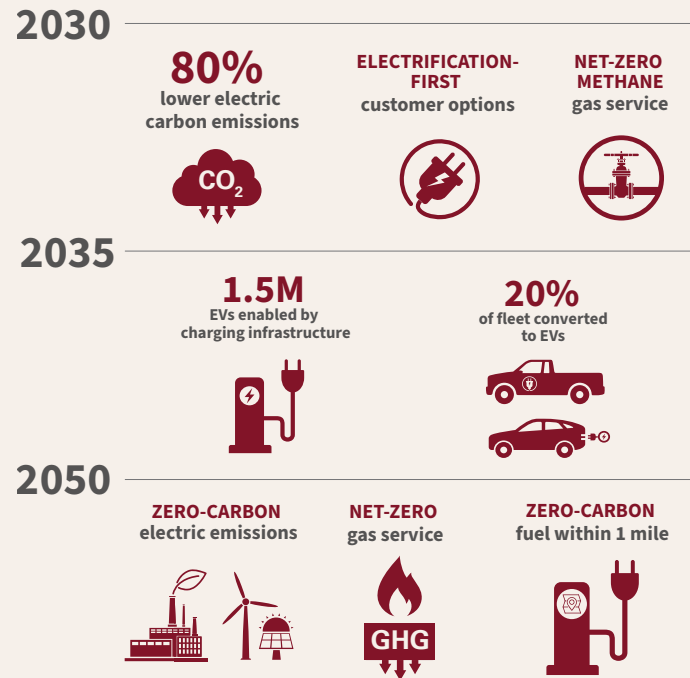 2030
80%
lower electric
carbon emissions
ELECTRIFICATION-
FIRST
customer options
NET-ZERO
METHANE
gas service
CO2
2035
1.5M
EVs enabled by
charging infrastructure
20%
of fleet converted
to EVs
2050
ZERO-CARBON
electric emissions
NET-ZERO
gas service
ZERO-CARBON
fuel within 1 mile
GHG